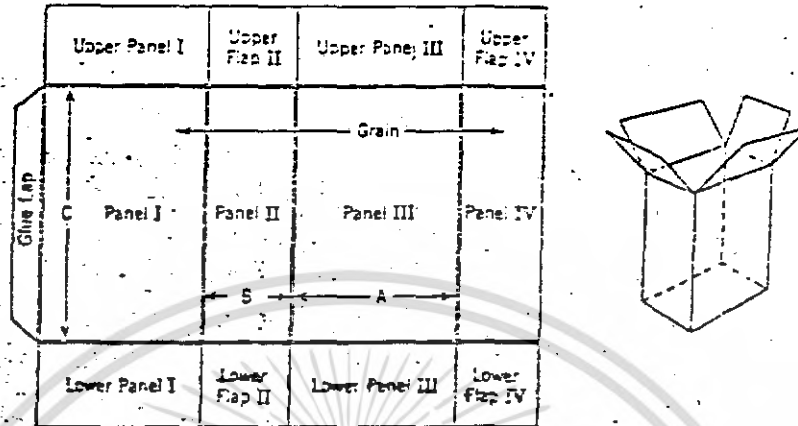 Upper Panel I
Upper
Flap II
Upper Panel III
Upper
Flap IV
Grain
Glue Lap
C
Panel I
Panel II
Panel III
Panel IV
A
Lower Panel I
Lower
Flap II
Lower Panel III
Lower
Flap IV